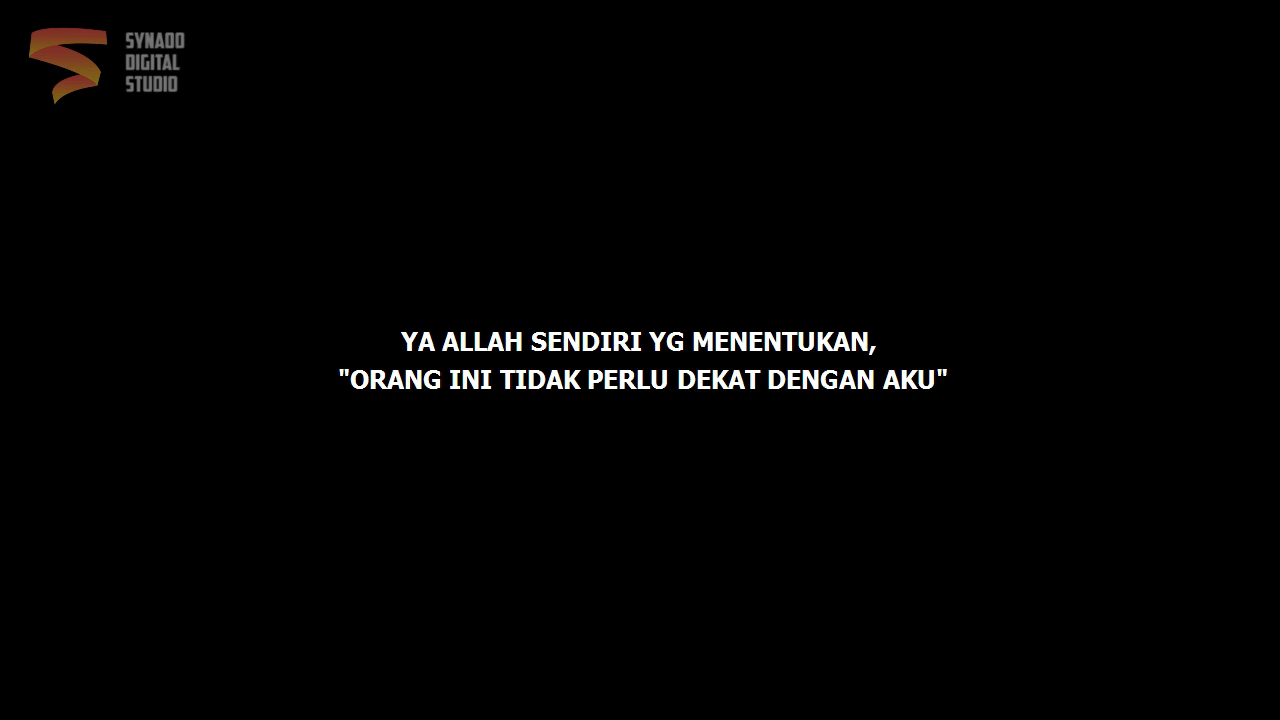 SYNADO
DIGITAL
STUDIO
YA ALLAH SENDIRI YG MENENTUKAN,
"ORANG INI TIDAK PERLU DEKAT DENGAN AKU"